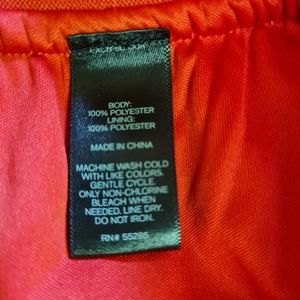 BODY:
100% POLYESTER
LINING:
100% POLYESTER
MADE IN CHINA
MACHINE WASH COLD
WITH LIKE COLORS.
GENTLE CYCLE.
ONLY NON-CHLORINE
BLEACH WHEN
NEEDED. LINE DRY.
DO NOT IRON.
RN# 55285